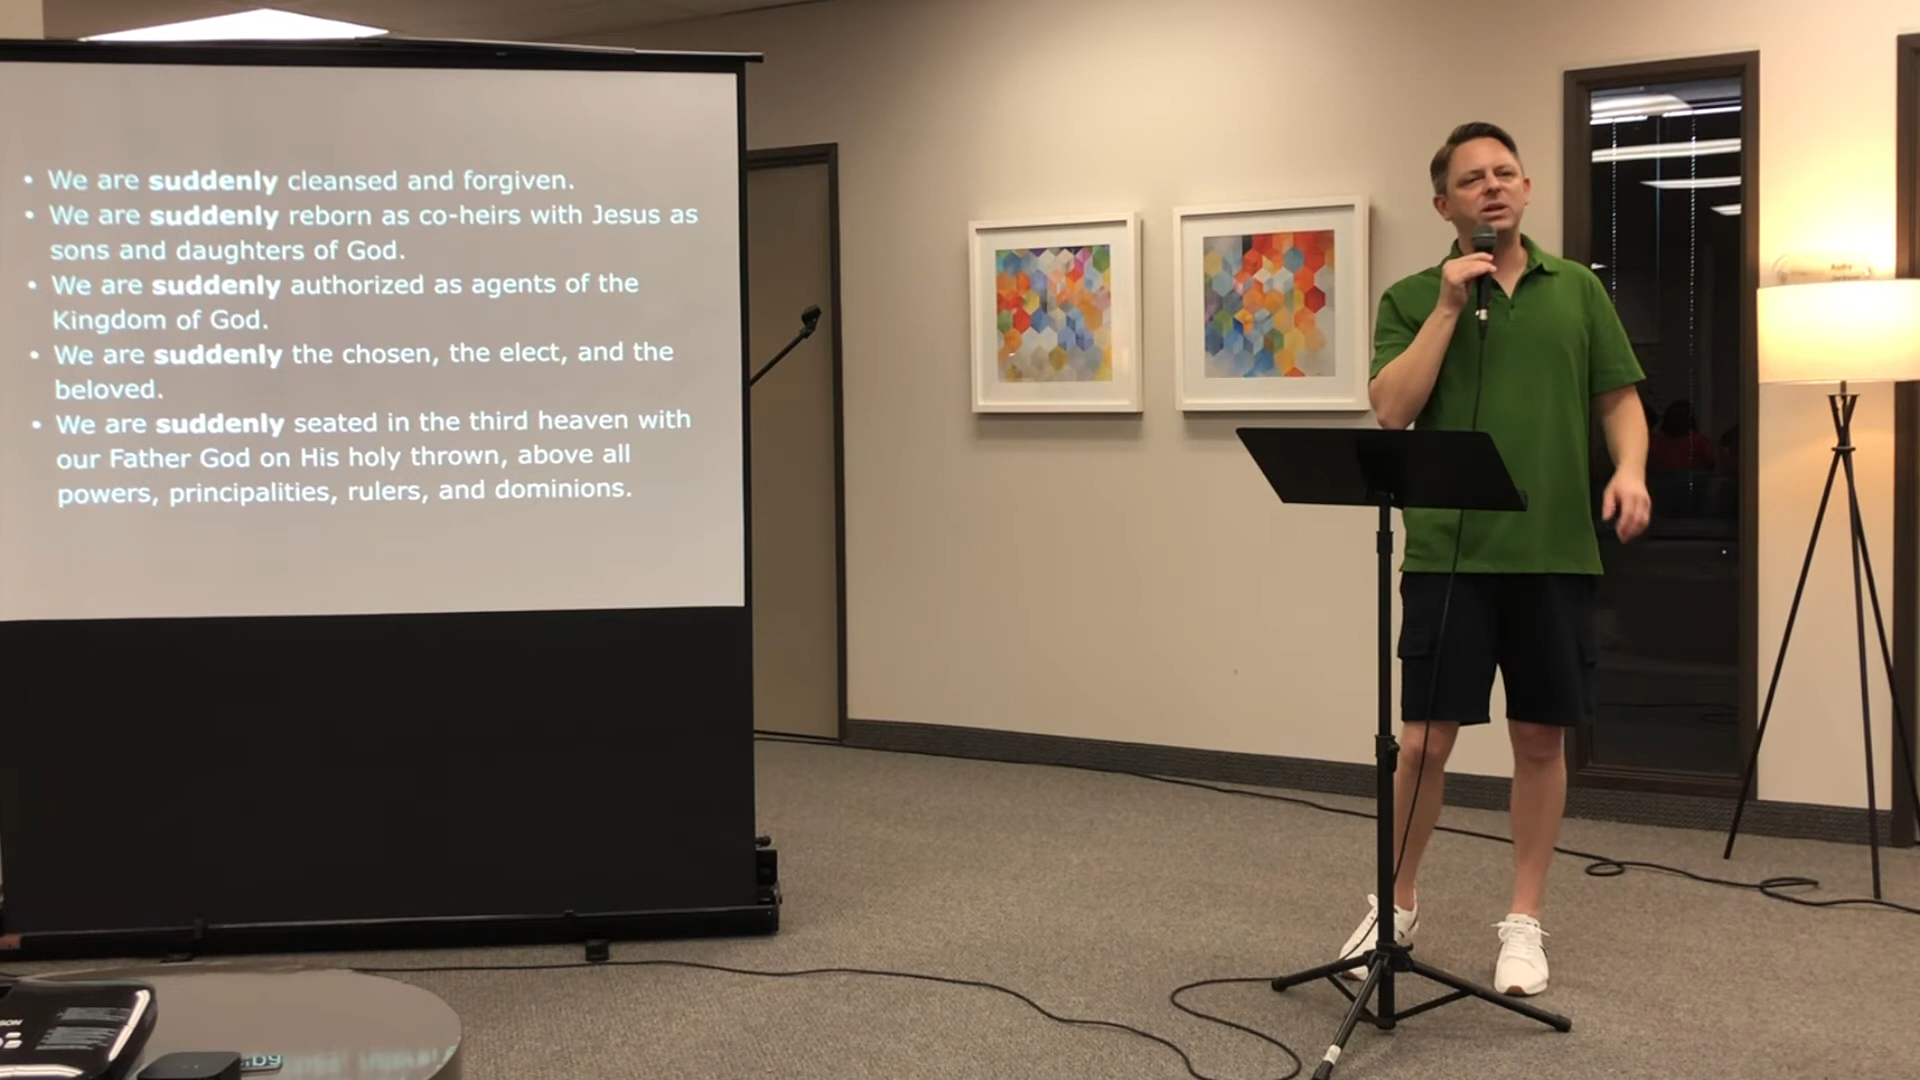 • We are suddenly cleansed and forgiven.
• We are suddenly reborn as co-heirs with Jesus as
sons and daughters of God.
• We are suddenly authorized as agents of the
Kingdom of God.
• We are suddenly the chosen, the elect, and the
beloved.
• We are suddenly seated in the third heaven with
our Father God on His holy thrown, above all
powers, principalities, rulers, and dominions.